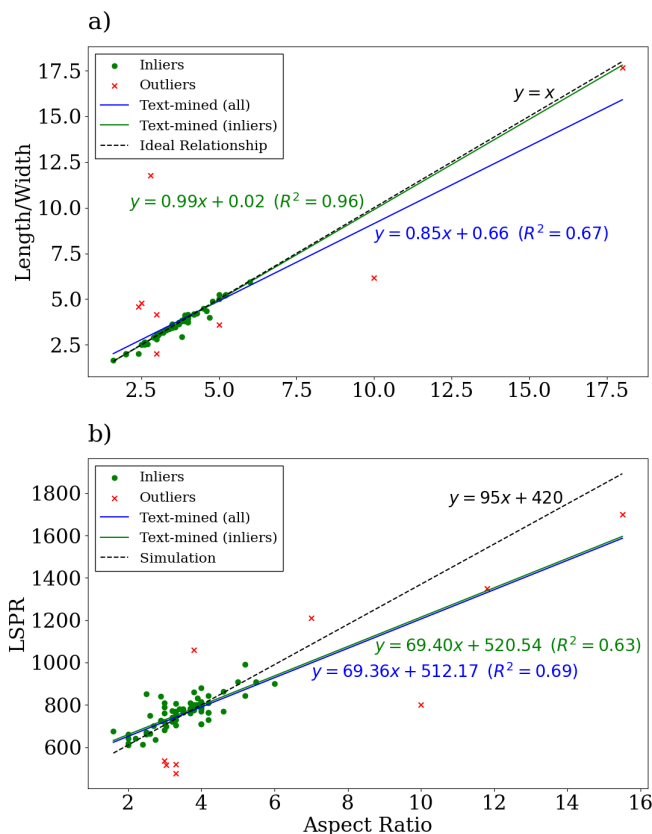 a)
17.5
15.0
12.5
10.0
7.5
5.0
2.5
Length/Width
Inliers
Outliers
Text-mined (all)
Text-mined (inliers)
Ideal Relationship
y = x
y = 0.99x + 0.02 (R² = 0.96)
y = 0.85x + 0.66 (R² = 0.67)
2.5 5.0 7.5 10.0 12.5 15.0 17.5
b)
1800
1600
1400
1200
1000
800
600
LSPR
Inliers
Outliers
Text-mined (all)
Text-mined (inliers)
Simulation
y = 95x + 420
y = 69.40x + 520.54 (R² = 0.63)
y = 69.36x + 512.17 (R² = 0.69)
2 4 6 8 10 12 14 16
Aspect Ratio